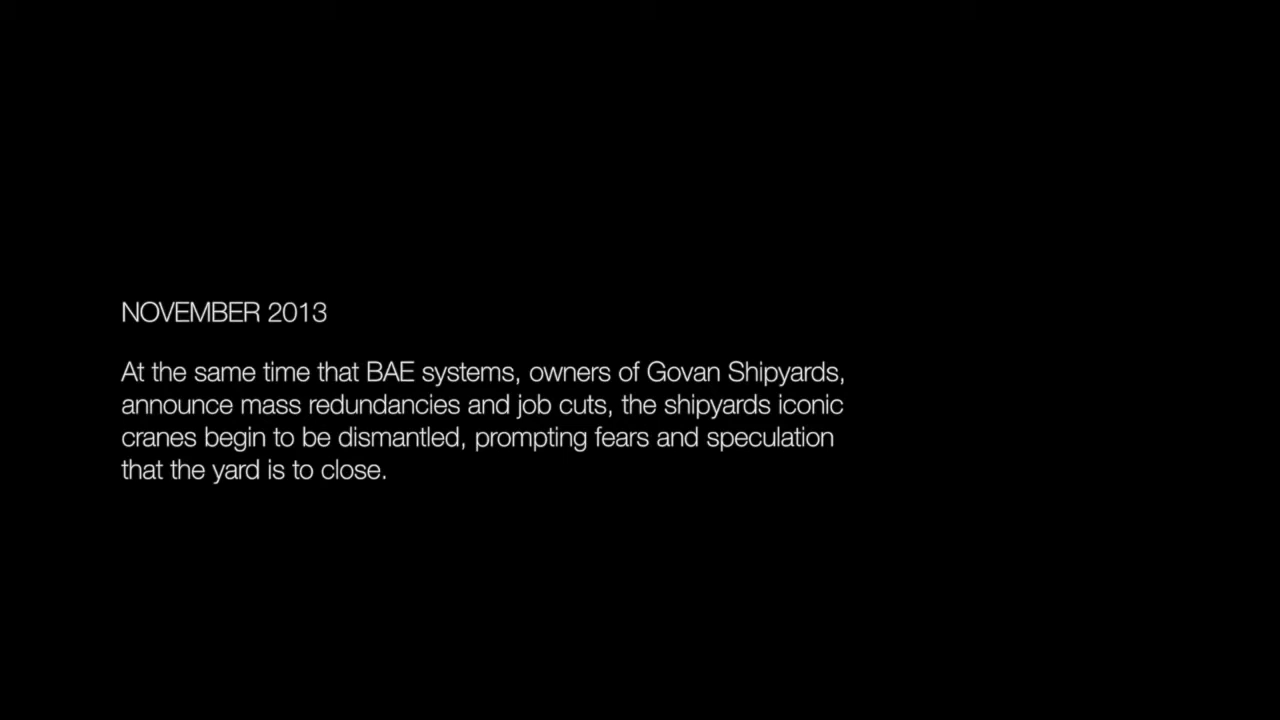 NOVEMBER 2013
At the same time that BAE systems, owners of Govan Shipyards,
announce mass redundancies and job cuts, the shipyards iconic
cranes begin to be dismantled, prompting fears and speculation
that the yard is to close.